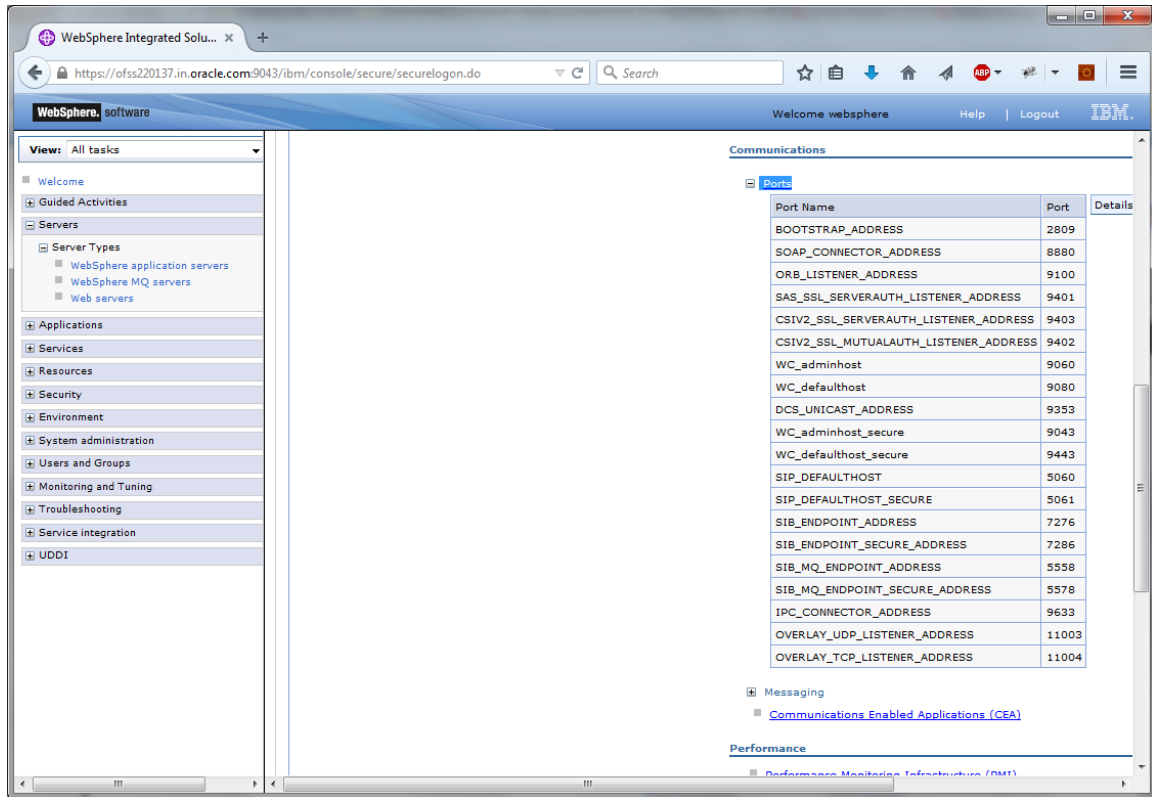 WebSphere Integrated Solu... × +
https://ofss220137.in.oracle.com:9043/ibm/console/secure/securelogon.do
Search
ABP
WebSphere. software
Welcome websphere Help | Logout IBM.
View: All tasks
Welcome
Guided Activities
Servers
Server Types
WebSphere application servers
WebSphere MQ servers
Web servers
Applications
Services
Resources
Security
Environment
System administration
Users and Groups
Monitoring and Tuning
Troubleshooting
Service integration
UDDI
Communications
Ports
Port Name Port Details
BOOTSTRAP_ADDRESS 2809
SOAP_CONNECTOR_ADDRESS 8880
ORB_LISTENER_ADDRESS 9100
SAS_SSL_SERVERAUTH_LISTENER_ADDRESS 9401
CSIV2_SSL_SERVERAUTH_LISTENER_ADDRESS 9403
CSIV2_SSL_MUTUALAUTH_LISTENER_ADDRESS 9402
WC_adminhost 9060
WC_defaulthost 9080
DCS_UNICAST_ADDRESS 9353
WC_adminhost_secure 9043
WC_defaulthost_secure 9443
SIP_DEFAULTHOST 5060
SIP_DEFAULTHOST_SECURE 5061
SIB_ENDPOINT_ADDRESS 7276
SIB_ENDPOINT_SECURE_ADDRESS 7286
SIB_MQ_ENDPOINT_ADDRESS 5558
SIB_MQ_ENDPOINT_SECURE_ADDRESS 5578
IPC_CONNECTOR_ADDRESS 9633
OVERLAY_UDP_LISTENER_ADDRESS 11003
OVERLAY_TCP_LISTENER_ADDRESS 11004
Messaging
Communications Enabled Applications (CEA)
Performance
Performance Monitoring Infrastructure (PMI)